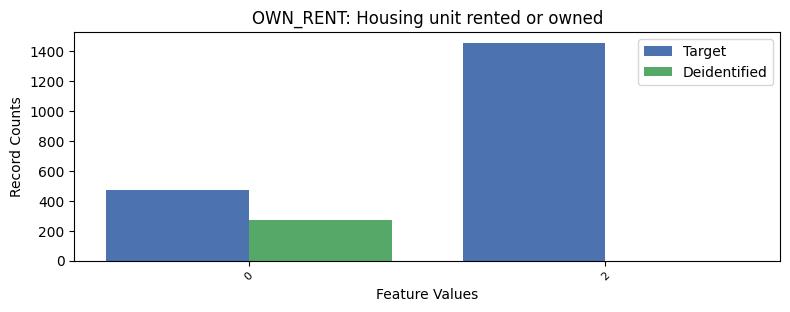 OWN_RENT: Housing unit rented or owned
Target
Deidentified
Record Counts
1400
1200
1000
800
600
400
200
0
0
2
Feature Values